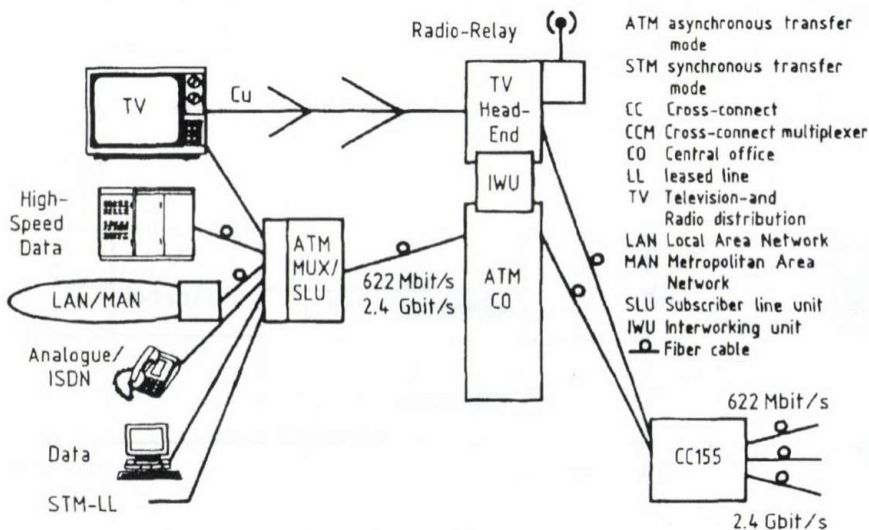 Radio-Relay
TV
Cu
TV
Head-
End
IWU
High-
Speed
Data
ATM
MUX/
SLU
622 Mbit/s
2.4 Gbit/s
ATM
CO
LAN/MAN
Analogue/
ISDN
Data
STM-LL
CC155
622 Mbit/s
2.4 Gbit/s
ATM asynchronous transfer
mode
STM synchronous transfer
mode
CC Cross-connect
CCM Cross-connect multiplexer
CO Central office
LL leased line
TV Television-and
Radio distribution
LAN Local Area Network
MAN Metropolitan Area
Network
SLU Subscriber line unit
IWU Interworking unit
Fiber cable